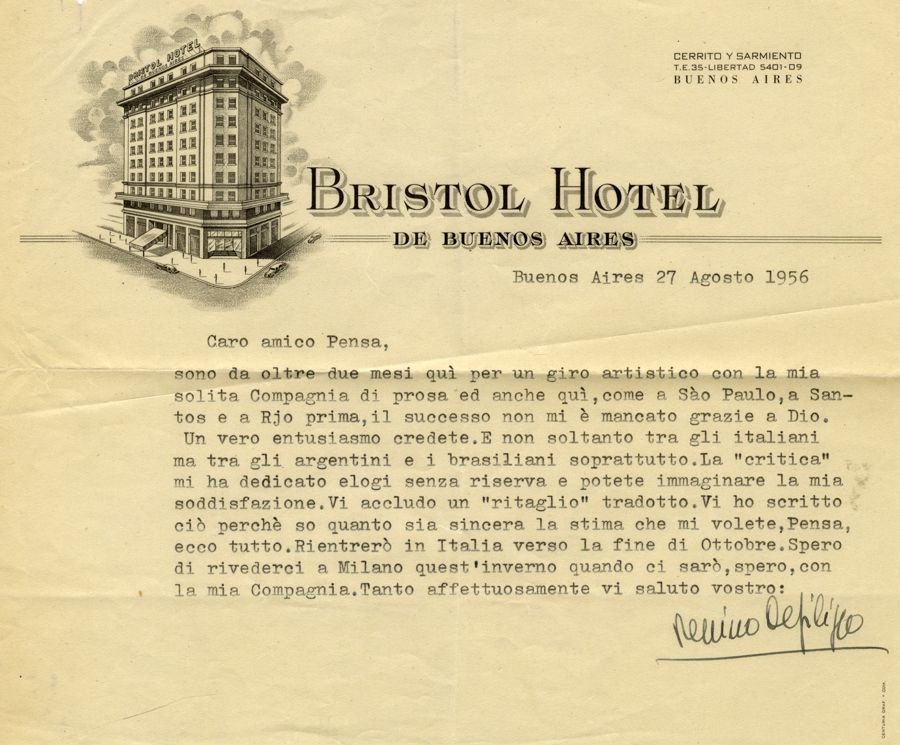 BRISTOL HOTEL
CERRITO Y SARMIENTO
T.E.35-LIBERTAD 5401-09
BUENOS AIRES
BRISTOL HOTEL
DE BUENOS AIRES
Buenos Aires 27 Agosto 1956
Caro amico Pensa,
sono da oltre due mesi quì per un giro artistico con la mia
solita Compagnia di prosa ed anche quì,come a Sào Paulo,a San-
tos e a Rjo prima,il successo non mi è mancato grazie a Dio.
Un vero entusiasmo credete.E non soltanto tra gli italiani
ma tra gli argentini e i brasiliani soprattutto.La "critica"
mi ha dedicato elogi senza riserva e potete immaginare la mia
soddisfazione.Vi accludo un "ritaglio" tradotto.Vi ho scritto
ciò perchè so quanto sia sincera la stima che mi volete,Pensa,
ecco tutto.Rientrerò in Italia verso la fine di Ottobre.Spero
di rivederci a Milano quest'inverno quando ci sarò,spero,con
la mia Compagnia.Tanto affettuosamente vi saluto vostro: